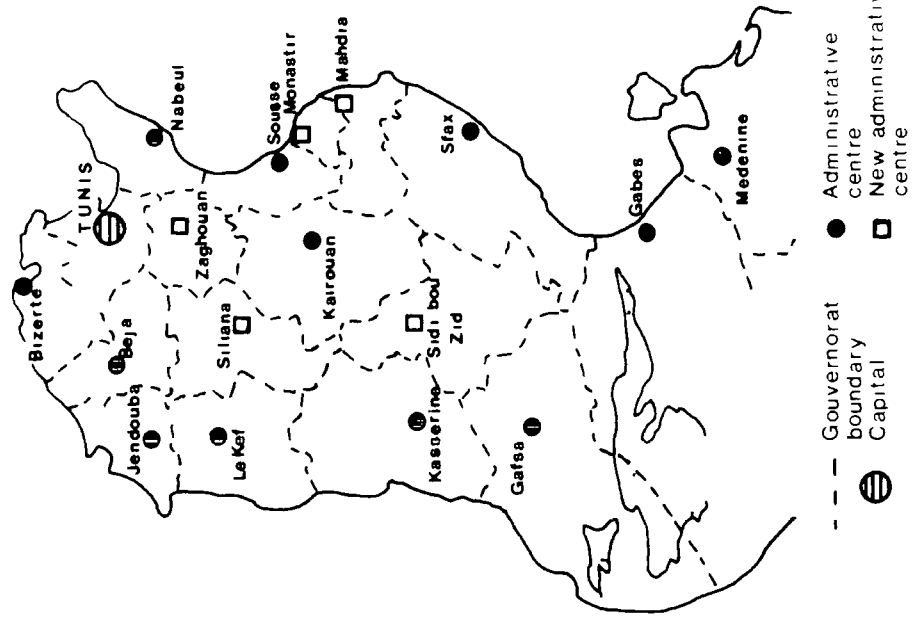 Bizerte
TUNIS
Nabeul
Beja
Jendouba
Zaghouan
Le Kef
Siliana
Sousse
Monastir
Mahdia
Kairouan
Sidi bou
Zid
Kasserine
Sfax
Gafsa
Gabes
Medenine
Gouvernorat
boundary
Capital
Administrative
centre
New administrativ
centre